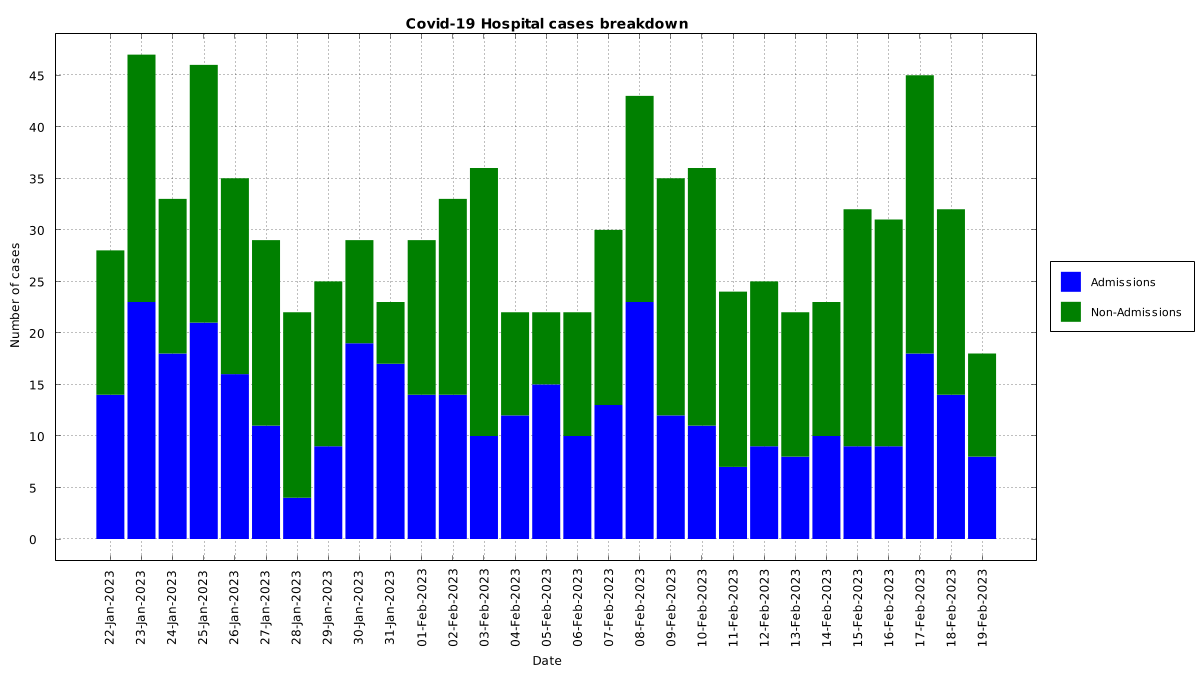 Covid-19 Hospital cases breakdown
Number of cases
45
40
35
30
25
20
15
10
5
0
22-Jan-2023
23-Jan-2023
24-Jan-2023
25-Jan-2023
26-Jan-2023
27-Jan-2023
28-Jan-2023
29-Jan-2023
30-Jan-2023
31-Jan-2023
01-Feb-2023
02-Feb-2023
03-Feb-2023
04-Feb-2023
05-Feb-2023
06-Feb-2023
07-Feb-2023
08-Feb-2023
09-Feb-2023
10-Feb-2023
11-Feb-2023
12-Feb-2023
13-Feb-2023
14-Feb-2023
15-Feb-2023
16-Feb-2023
17-Feb-2023
18-Feb-2023
19-Feb-2023
Date
Admissions
Non-Admissions